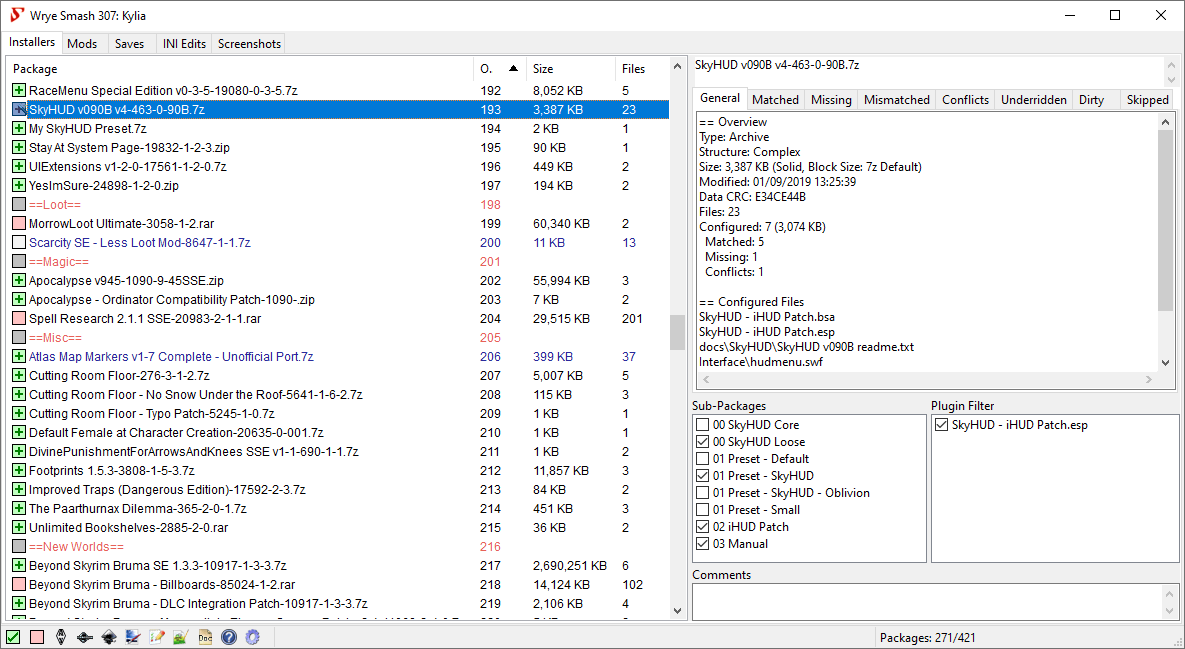 Wrye Smash 307: Kylia
Installers Mods Saves INI Edits Screenshots
Package O. Size Files
RaceMenu Special Edition v0-3-5-19080-0-3-5.7z 192 8,052 KB 5
SkyHUD v090B v4-463-0-90B.7z 193 3,387 KB 23
My SkyHUD Preset.7z 194 2 KB 1
Stay At System Page-19832-1-2-3.zip 195 90 KB 1
UIExtensions v1-2-0-17561-1-2-0.7z 196 449 KB 2
YesImSure-24898-1-2-0.zip 197 194 KB 2
==Loot== 198
MorrowLoot Ultimate-3058-1-2.rar 199 60,340 KB 2
Scarcity SE - Less Loot Mod-8647-1-1.7z 200 11 KB 13
==Magic== 201
Apocalypse v945-1090-9-45SSE.zip 202 55,994 KB 3
Apocalypse - Ordinator Compatibility Patch-1090-.zip 203 7 KB 2
Spell Research 2.1.1 SSE-20983-2-1-1.rar 204 29,515 KB 201
==Misc== 205
Atlas Map Markers v1-7 Complete - Unofficial Port.7z 206 399 KB 37
Cutting Room Floor-276-3-1-2.7z 207 5,007 KB 5
Cutting Room Floor - No Snow Under the Roof-5641-1-6-2.7z 208 115 KB 3
Cutting Room Floor - Typo Patch-5245-1-0.7z 209 1 KB 1
Default Female at Character Creation-20635-0-001.7z 210 1 KB 1
DivinePunishmentForArrowsAndKnees SSE v1-1-690-1-1.7z 211 1 KB 2
Footprints 1.5.3-3808-1-5-3.7z 212 11,857 KB 3
Improved Traps (Dangerous Edition)-17592-2-3.7z 213 84 KB 2
The Paarthurnax Dilemma-365-2-0-1.7z 214 451 KB 3
Unlimited Bookshelves-2885-2-0.rar 215 36 KB 2
==New Worlds== 216
Beyond Skyrim Bruma SE 1.3.3-10917-1-3-3.7z 217 2,690,251 KB 6
Beyond Skyrim Bruma - Billboards-85024-1-2.rar 218 14,124 KB 102
Beyond Skyrim Bruma - DLC Integration Patch-10917-1-3-3.7z 219 2,106 KB 4
SkyHUD v090B v4-463-0-90B.7z
General Matched Missing Mismatched Conflicts Underridden Dirty Skipped
== Overview
Type: Archive
Structure: Complex
Size: 3,387 KB (Solid, Block Size: 7z Default)
Modified: 01/09/2019 13:25:39
Data CRC: E34CE44B
Files: 23
Configured: 7 (3,074 KB)
Matched: 5
Missing: 1
Conflicts: 1
== Configured Files
SkyHUD - iHUD Patch.bsa
SkyHUD - iHUD Patch.esp
docs\SkyHUD\SkyHUD v090B readme.txt
Interface\hudmenu.swf
Sub-Packages
00 SkyHUD Core
00 SkyHUD Loose
01 Preset - Default
01 Preset - SkyHUD
01 Preset - SkyHUD - Oblivion
01 Preset - Small
02 iHUD Patch
03 Manual
Plugin Filter
SkyHUD - iHUD Patch.esp
Comments
Doc
Packages: 271/421